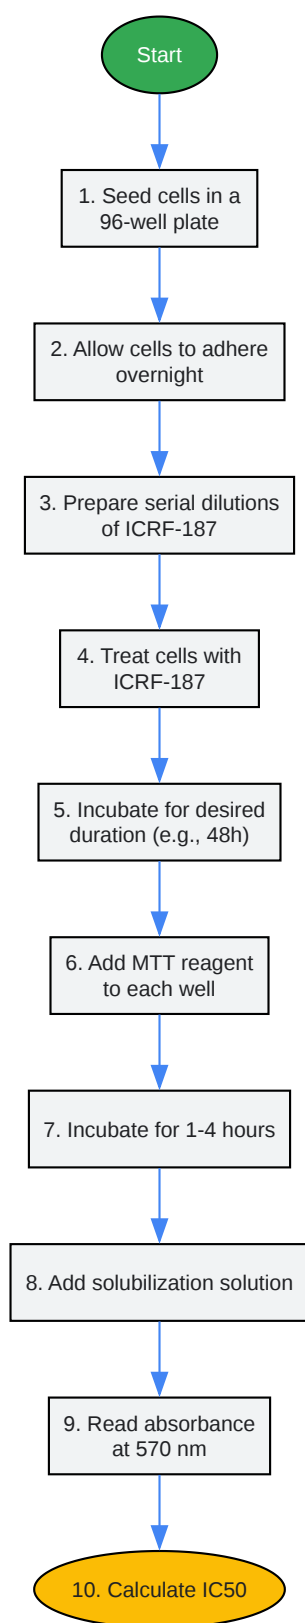 Start
1. Seed cells in a
96-well plate
2. Allow cells to adhere
overnight
3. Prepare serial dilutions
of ICRF-187
4. Treat cells with
ICRF-187
5. Incubate for desired
duration (e.g., 48h)
6. Add MTT reagent
to each well
7. Incubate for 1-4 hours
8. Add solubilization solution
9. Read absorbance
at 570 nm
10. Calculate IC50